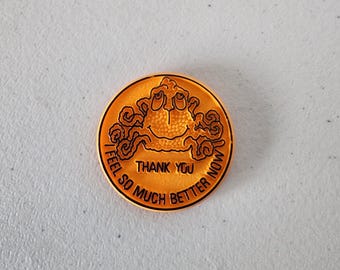 THANK YOU
I FEEL SO MUCH BETTER NOW